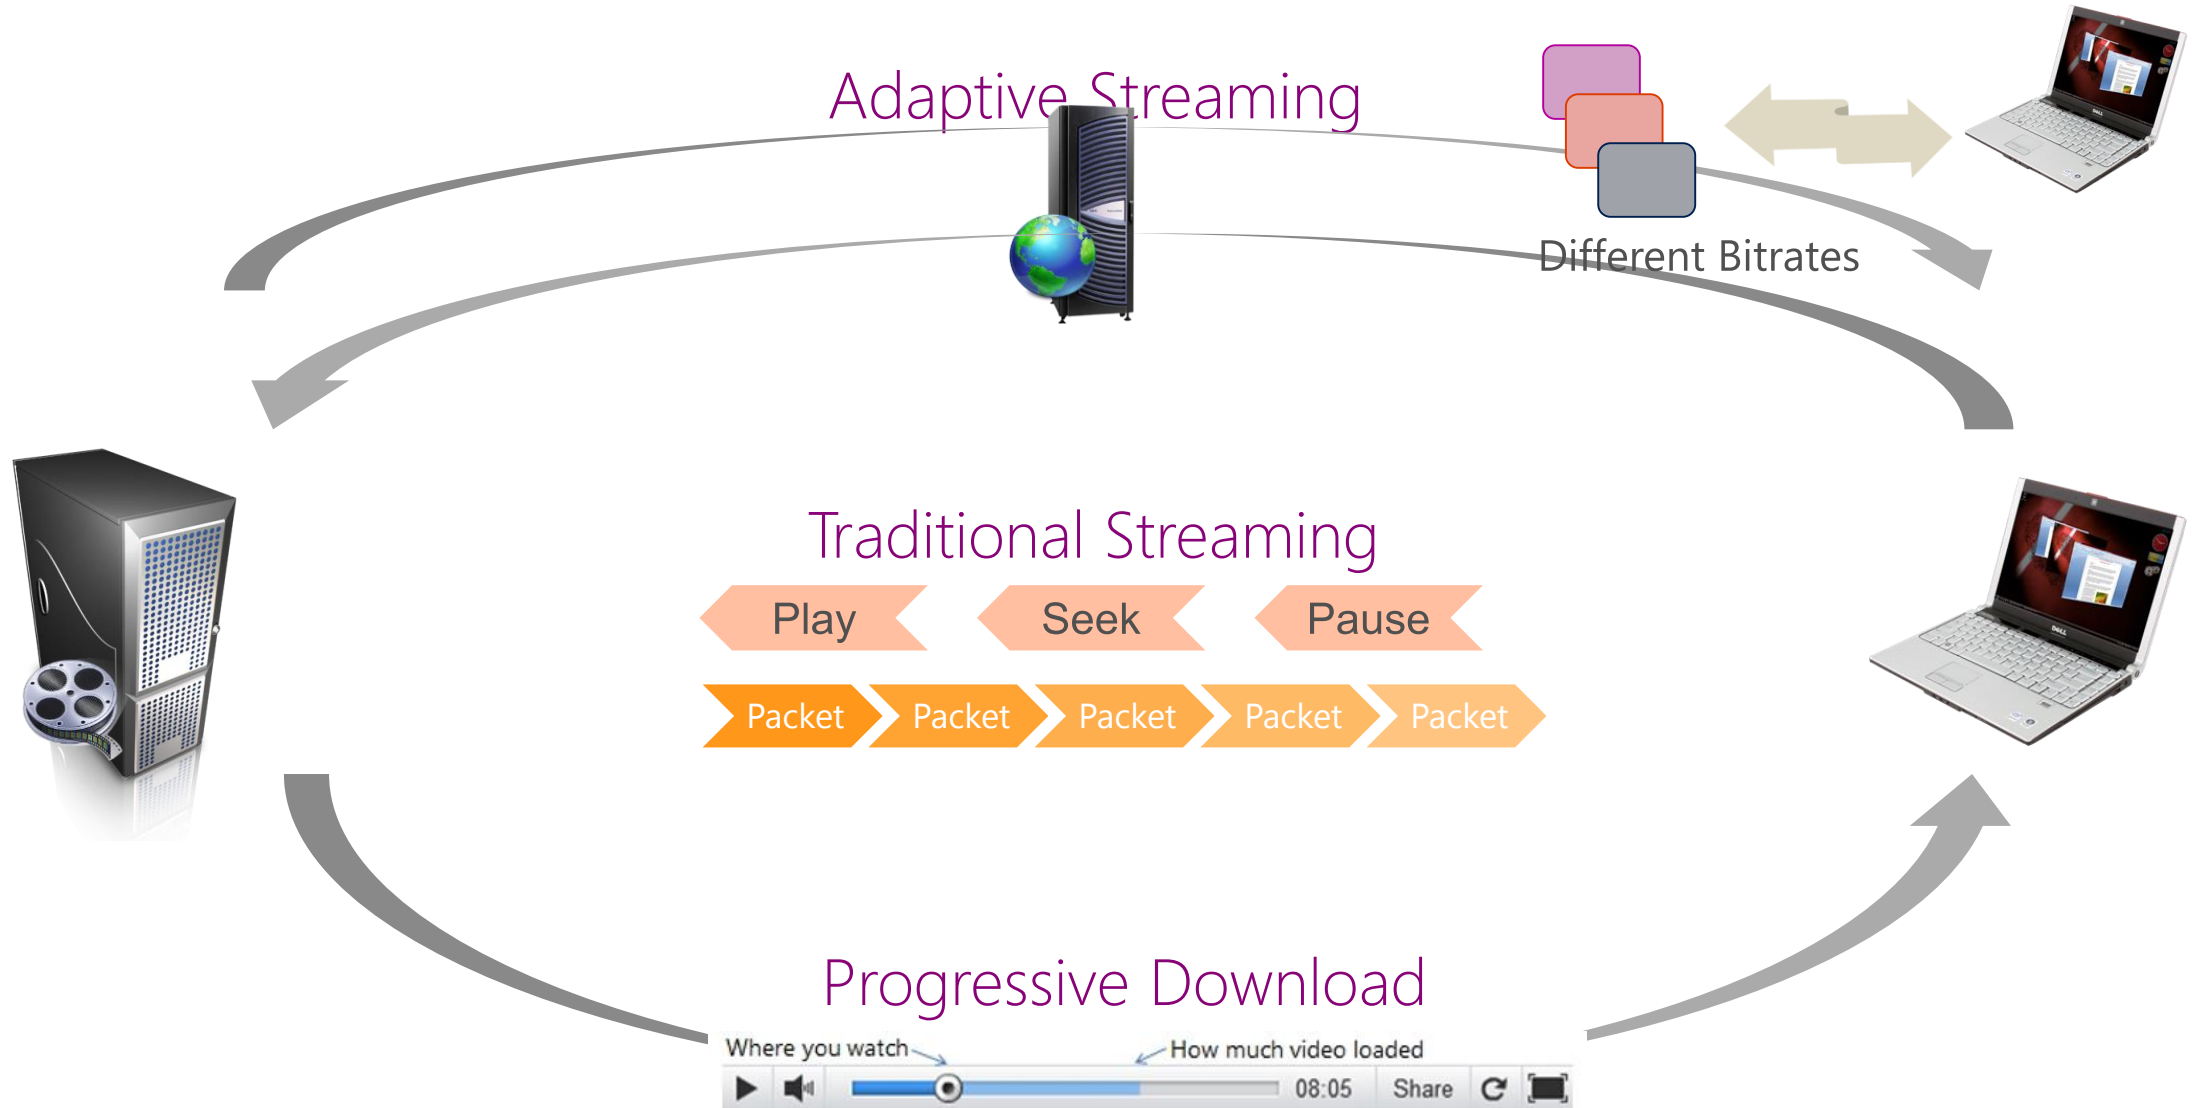 Adaptive Streaming
Different Bitrates
Traditional Streaming
Play Seek Pause
Packet Packet Packet Packet Packet
Progressive Download
Where you watch How much video loaded
08:05 Share